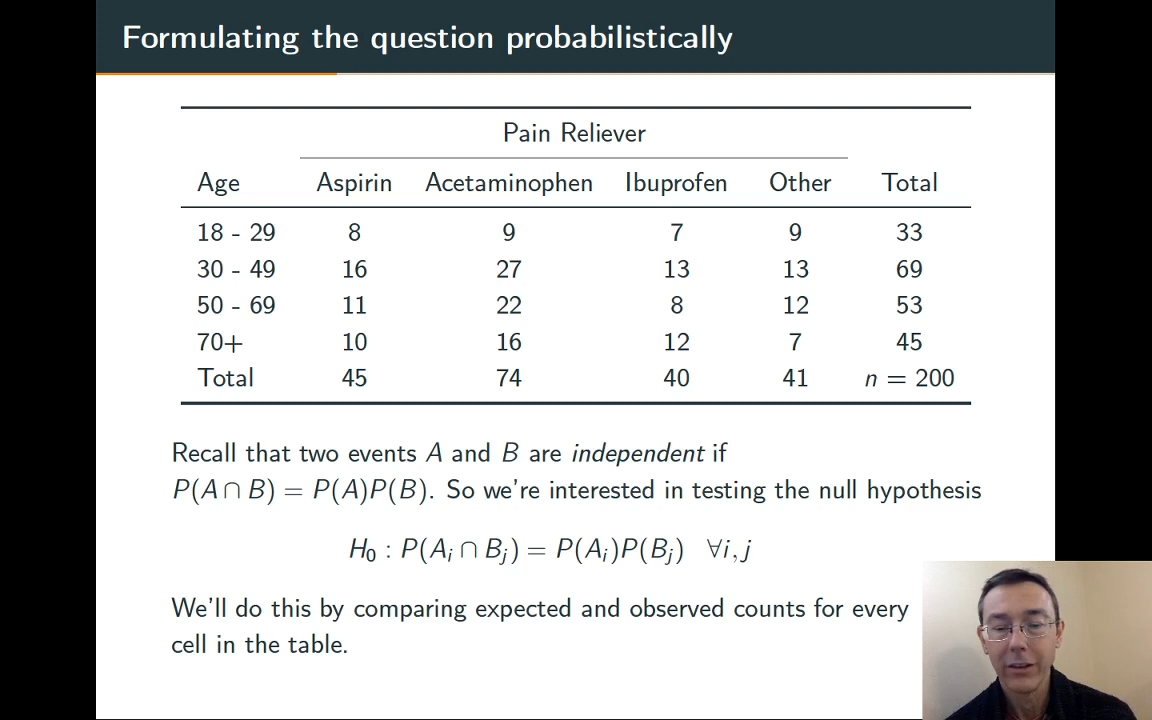 Formulating the question probabilistically
Pain Reliever
Age Aspirin Acetaminophen Ibuprofen Other Total
18 - 29 8 9 7 9 33
30 - 49 16 27 13 13 69
50 - 69 11 22 8 12 53
70+ 10 16 12 7 45
Total 45 74 40 41 n = 200
Recall that two events A and B are independent if
P(A ∩ B) = P(A)P(B). So we're interested in testing the null hypothesis
H₀ : P(Aᵢ ∩ Bⱼ) = P(Aᵢ)P(Bⱼ) ∀i, j
We'll do this by comparing expected and observed counts for every
cell in the table.